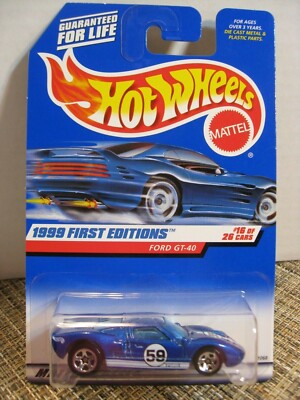 GUARANTEED
FOR LIFE
FOR AGES
OVER 3 YEARS.
DIE CAST METAL &
PLASTIC PARTS.
HOT WHEELS
MATTEL
1999 FIRST EDITIONS™
FORD GT-40
#16 OF
26 CARS
59